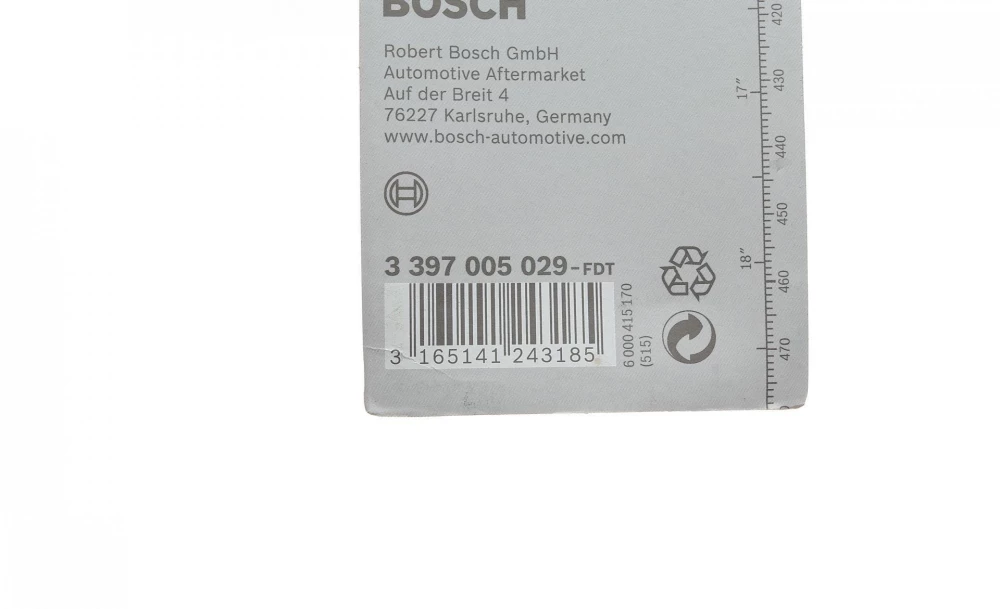 BOSCH
Robert Bosch GmbH
Automotive Aftermarket
Auf der Breit 4
76227 Karlsruhe, Germany
www.bosch-automotive.com
3 397 005 029-FDT
3 165141 243185
6 000 415 170
(515)
17″
18″
420
430
440
450
460
470